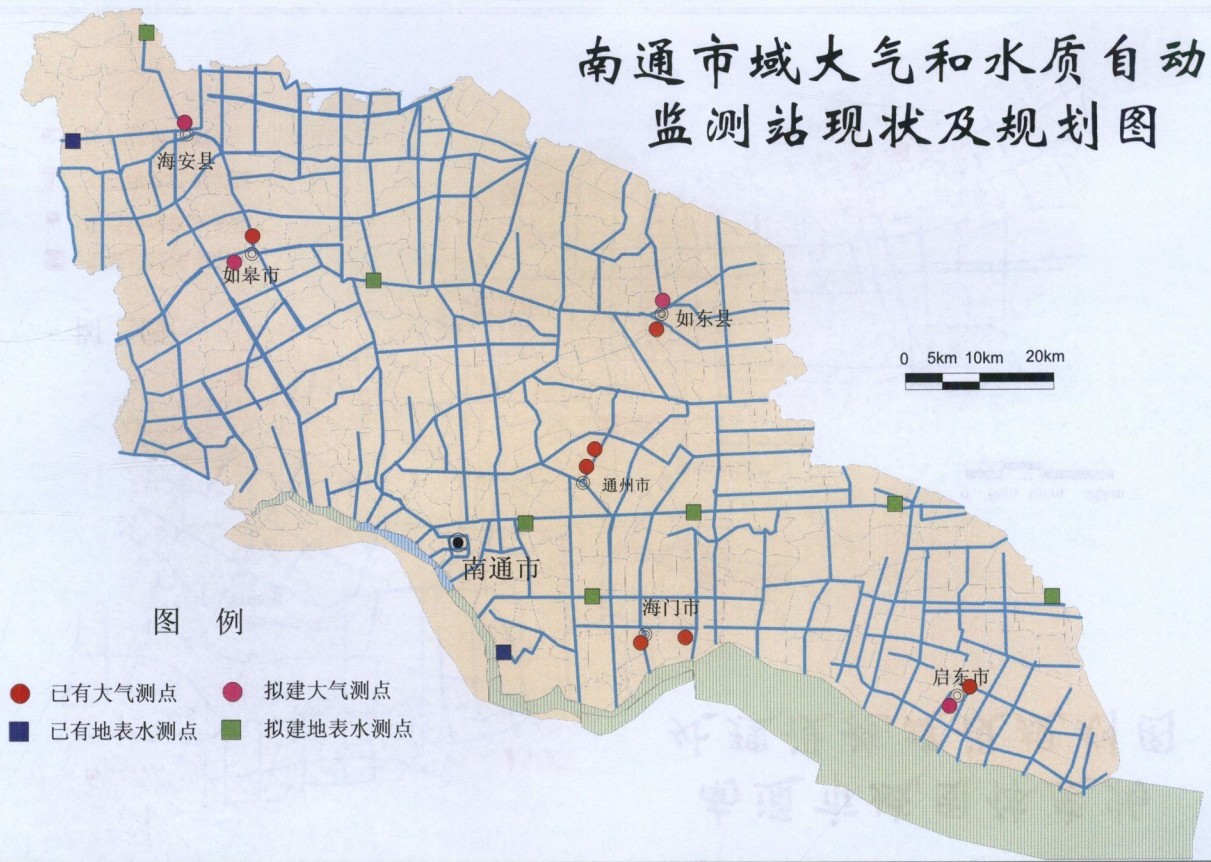 南通市域大气和水质自动
监测站现状及规划图
海安县
如皋市
如东县
0 5km 10km 20km
通州市
南通市
海门市
启东市
图 例
已有大气测点
拟建大气测点
已有地表水测点
拟建地表水测点